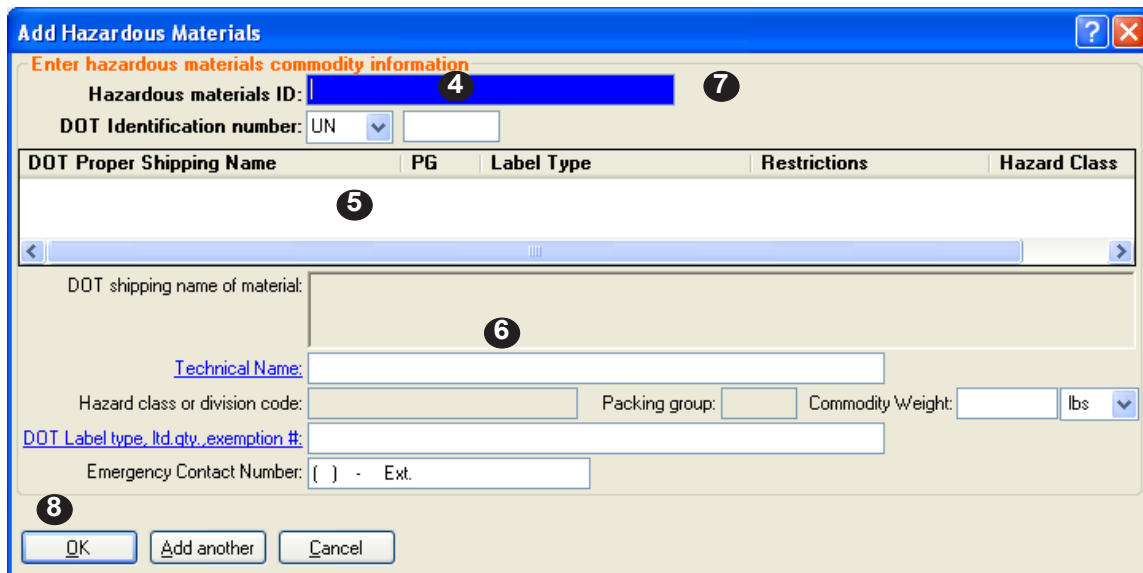 Add Hazardous Materials
Enter hazardous materials commodity information
Hazardous materials ID: 4 7
DOT Identification number: UN
DOT Proper Shipping Name PG Label Type Restrictions Hazard Class
5
DOT shipping name of material:
6
Technical Name:
Hazard class or division code: Packing group: Commodity Weight: lbs
DOT Label type, ltd.qty.,exemption #:
Emergency Contact Number: ( ) - Ext.
8
OK Add another Cancel